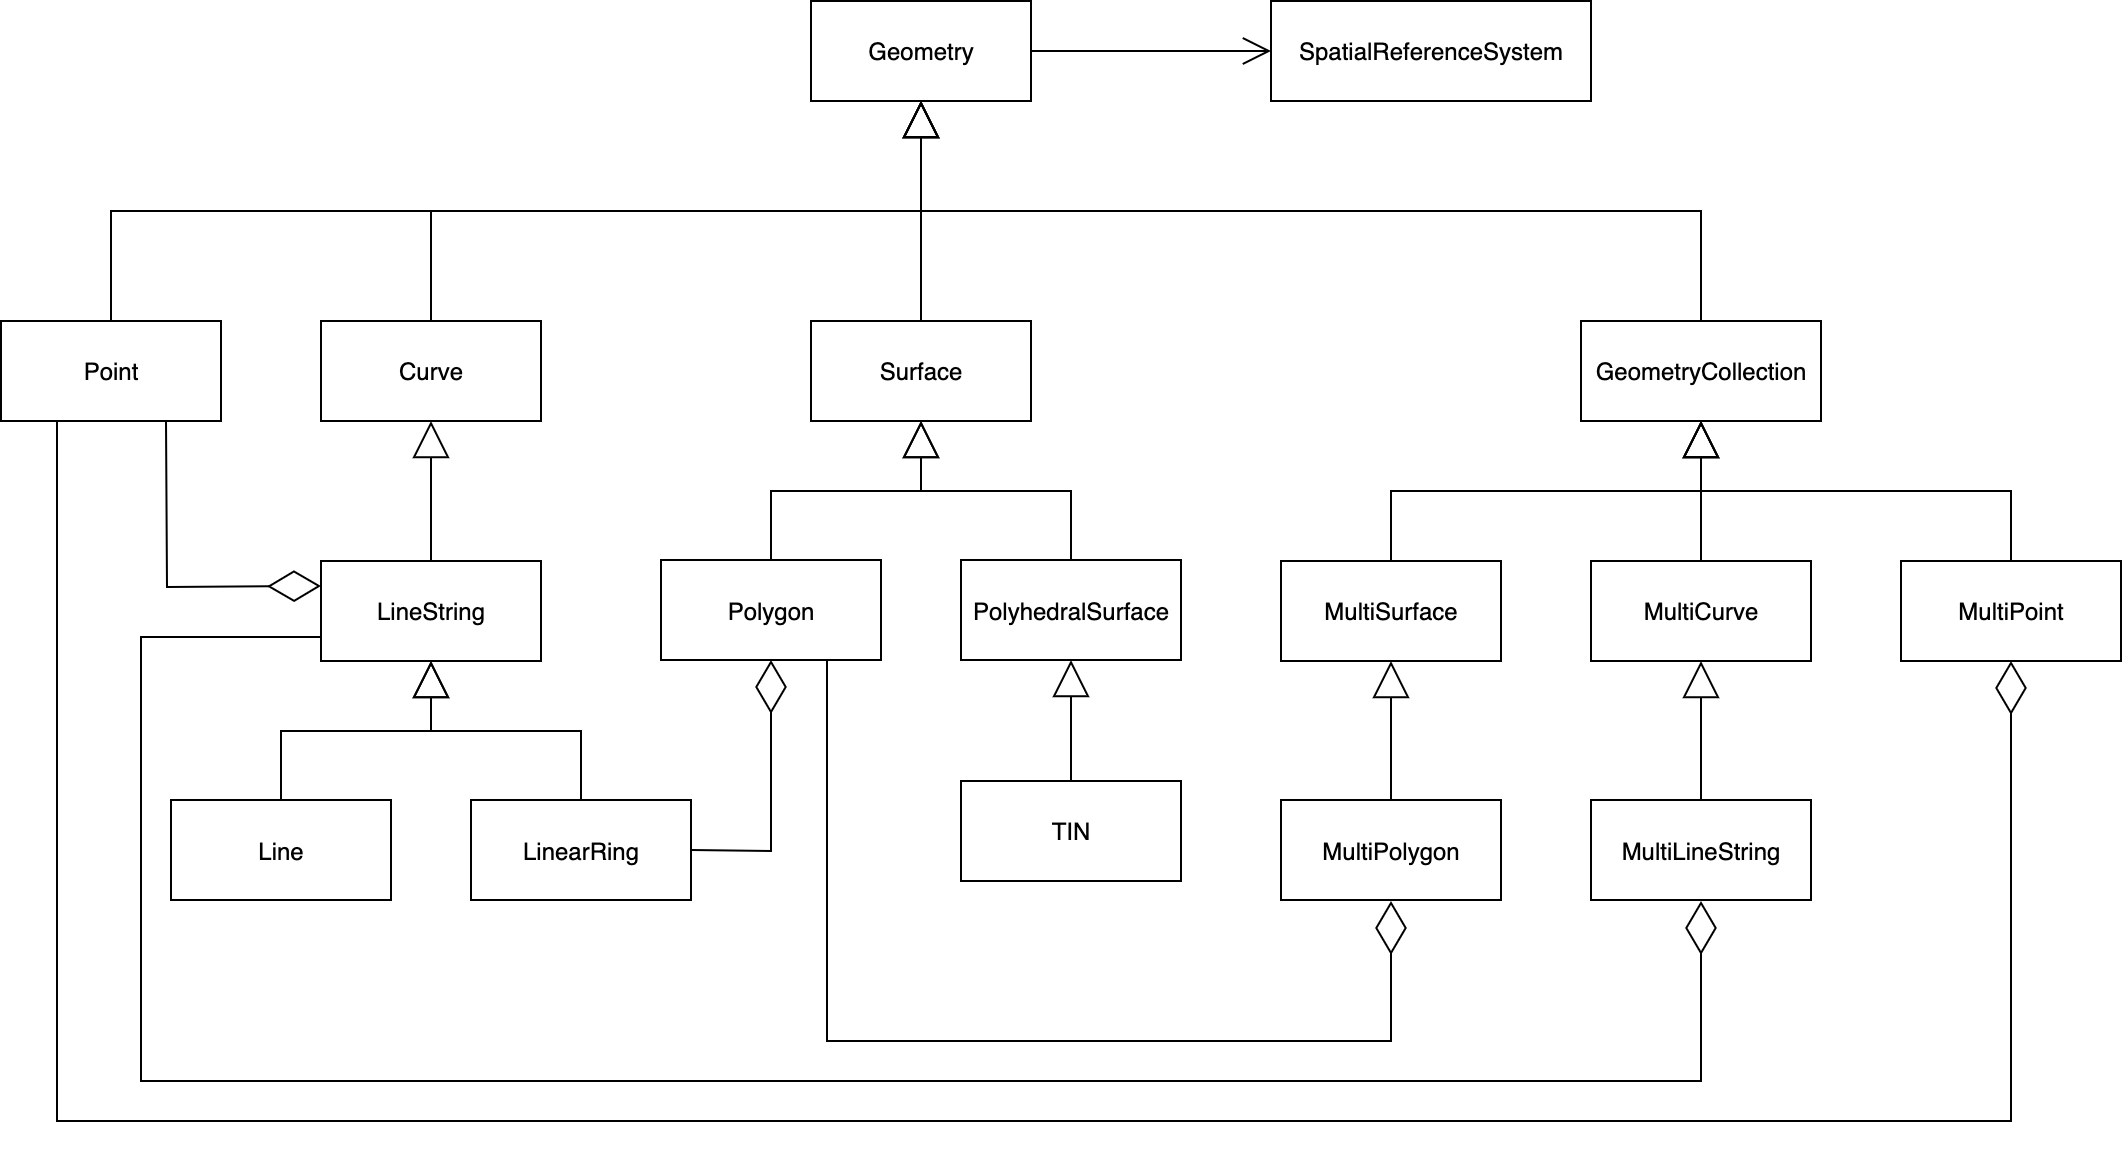 Geometry
SpatialReferenceSystem
Point
Curve
Surface
GeometryCollection
LineString
Polygon
PolyhedralSurface
MultiSurface
MultiCurve
MultiPoint
Line
LinearRing
TIN
MultiPolygon
MultiLineString